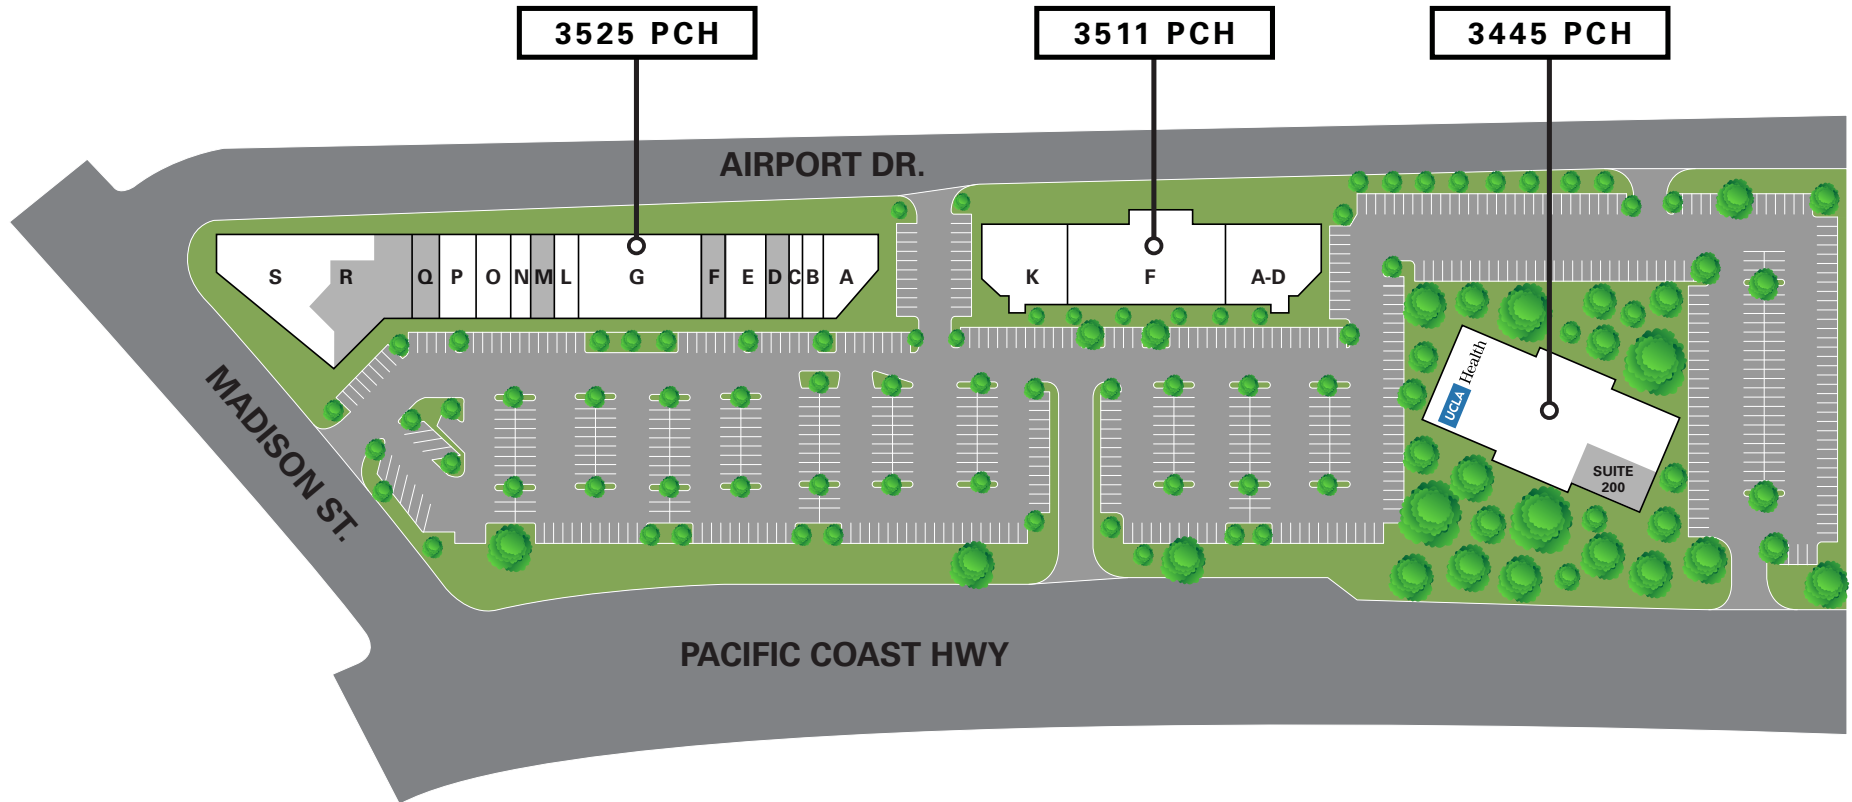 3525 PCH
3511 PCH
3445 PCH
AIRPORT DR.
S
R
Q
P
O
N
M
L
G
F
E
D
C
B
A
K
F
A-D
UCLA Health
SUITE
200
MADISON ST.
PACIFIC COAST HWY